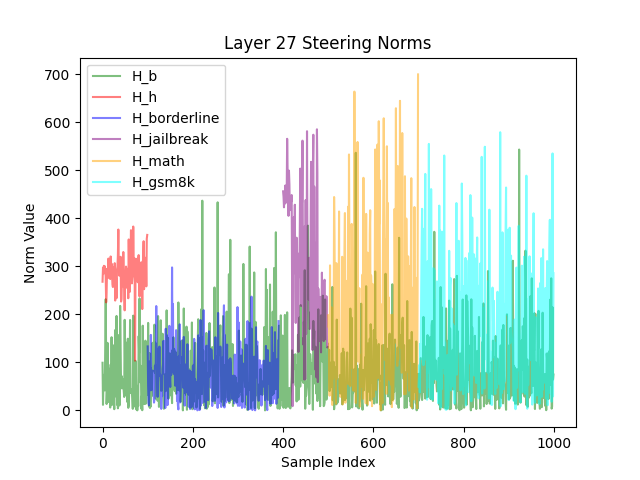 Layer 27 Steering Norms
Norm Value
700
600
500
400
300
200
100
0
H_b
H_h
H_borderline
H_jailbreak
H_math
H_gsm8k
0
200
400
600
800
1000
Sample Index